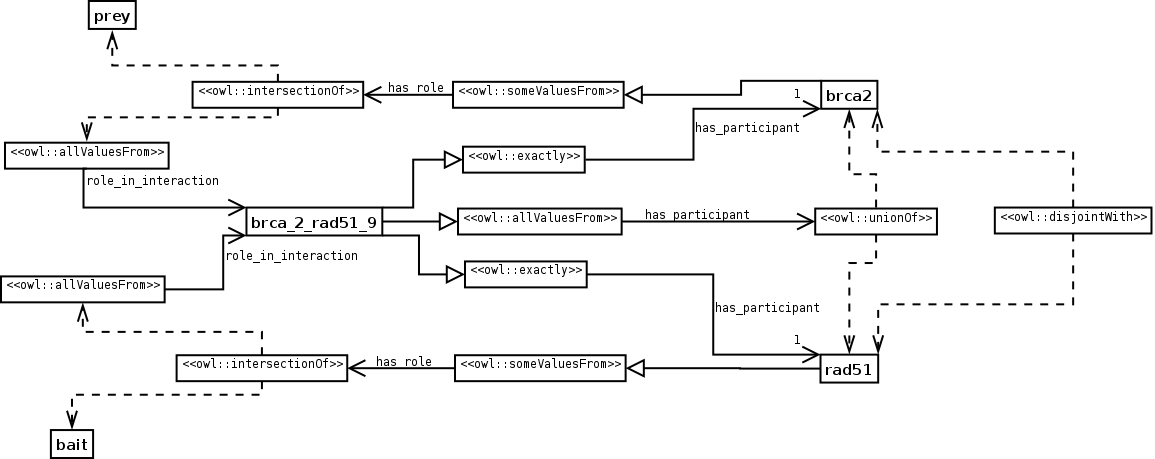 prey
<<owl::intersectionOf>>
has_role
<<owl::someValuesFrom>>
1
brca2
<<owl::allValuesFrom>>
<<owl::exactly>>
has_participant
role_in_interaction
brca_2_rad51_9
<<owl::allValuesFrom>>
has_participant
<<owl::unionOf>>
<<owl::disjointWith>>
role_in_interaction
<<owl::allValuesFrom>>
<<owl::exactly>>
has_participant
1
<<owl::intersectionOf>>
has_role
<<owl::someValuesFrom>>
rad51
bait